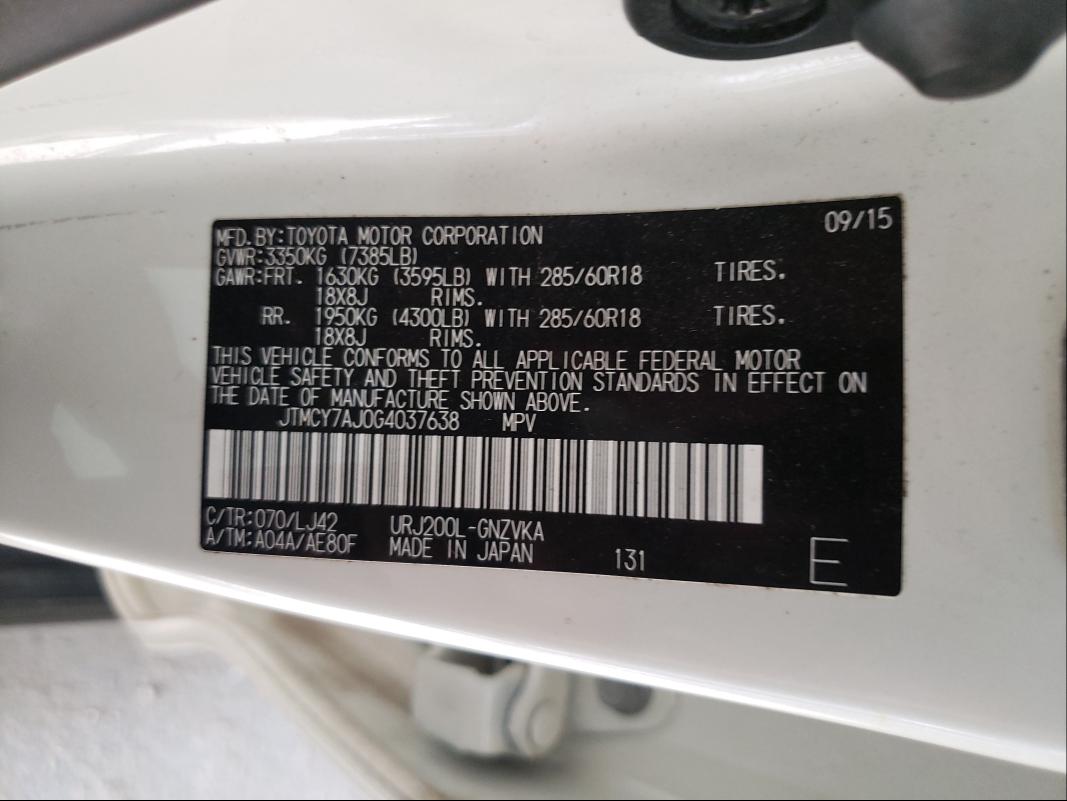 09/15
MFD.BY:TOYOTA MOTOR CORPORATION
GVWR:3350KG (7385LB)
GAWR:FRT. 1630KG (3595LB) WITH 285/60R18 TIRES.
18X8J RIMS.
RR. 1950KG (4300LB) WITH 285/60R18 TIRES.
18X8J RIMS.
THIS VEHICLE CONFORMS TO ALL APPLICABLE FEDERAL MOTOR
VEHICLE SAFETY AND THEFT PREVENTION STANDARDS IN EFFECT ON
THE DATE OF MANUFACTURE SHOWN ABOVE.
JTMCY7AJ0G4037638 MPV
C/TR:070/LJ42 URJ200L-GNZVKA
A/TM:A04A/AE80F MADE IN JAPAN 131 E